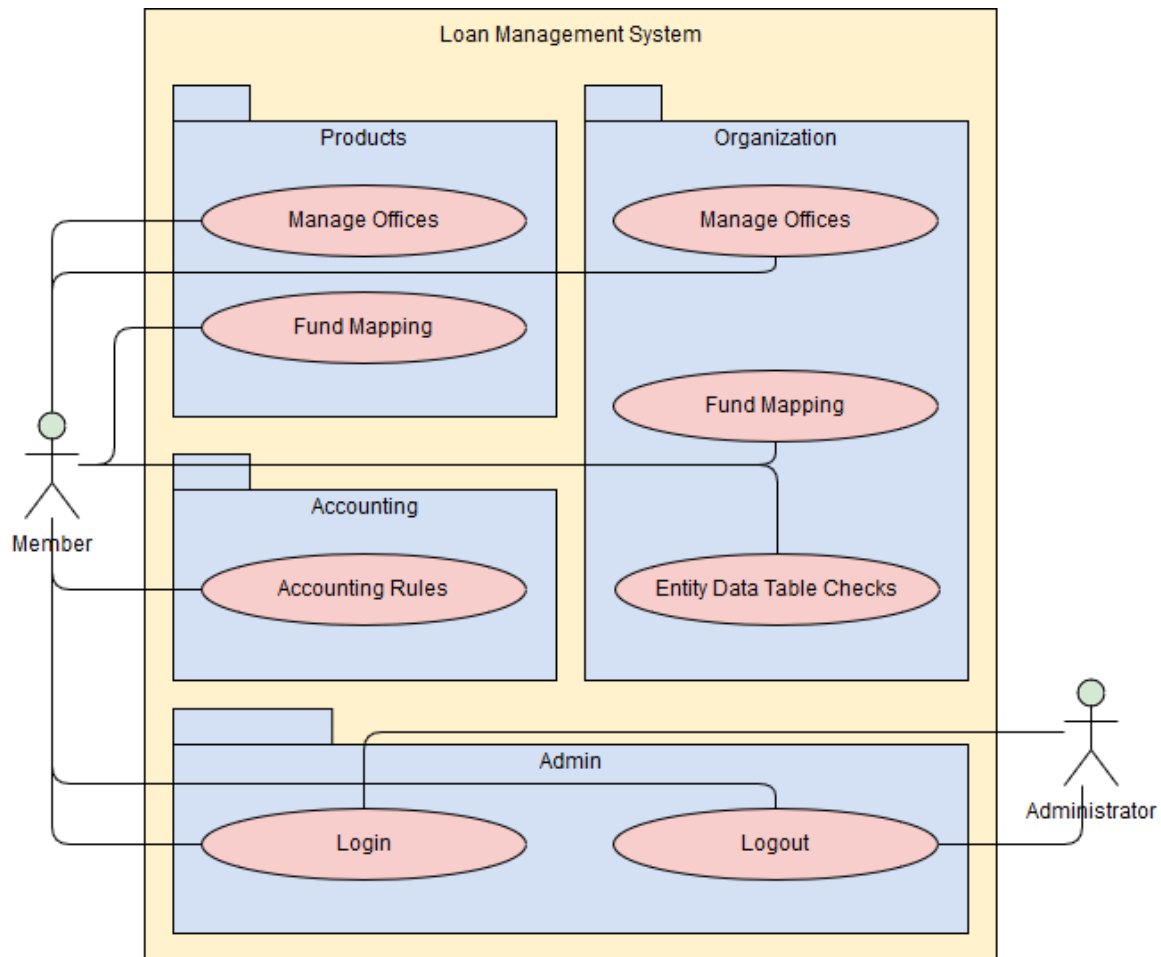 Loan Management System
Products
Organization
Manage Offices
Manage Offices
Fund Mapping
Fund Mapping
Member
Accounting
Accounting Rules
Entity Data Table Checks
Admin
Administrator
Login
Logout